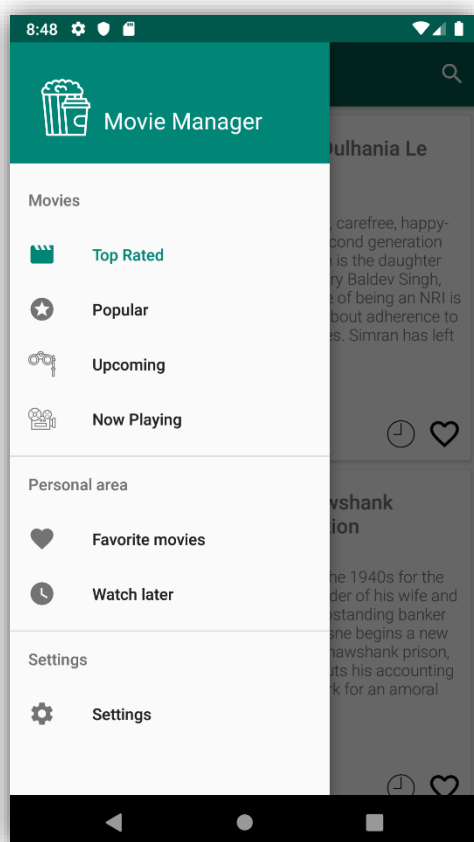 8:48
Movie Manager
Movies
Top Rated
Popular
Upcoming
Now Playing
Personal area
Favorite movies
Watch later
Settings
Settings
Dulhania Le
, carefree, happy-
cond generation
is the daughter
ry Baldev Singh,
e of being an NRI is
bout adherence to
es. Simran has left
wshank
ion
he 1940s for the
der of his wife and
standing banker
sne begins a new
hawshank prison,
uts his accounting
rk for an amoral